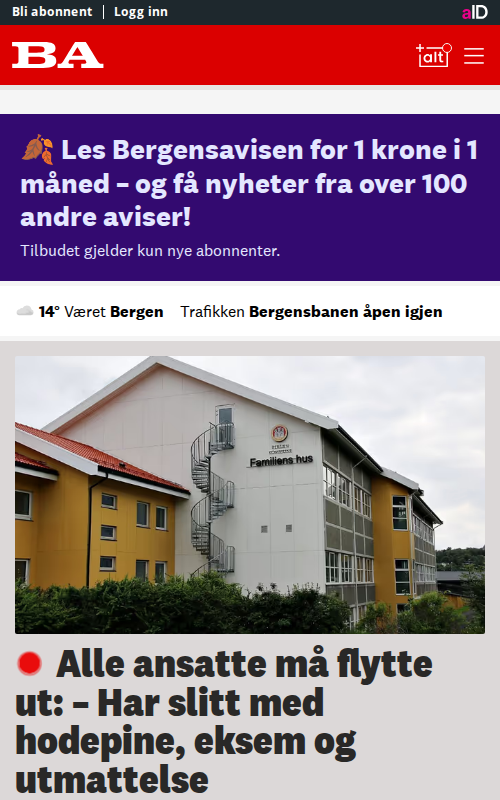 Bli abonnent | Logg inn
aID
BA
+alt
Les Bergensavisen for 1 krone i 1
måned – og få nyheter fra over 100
andre aviser!
Tilbudet gjelder kun nye abonnenter.
14° Været Bergen Trafikken Bergensbanen åpen igjen
Familiens hus
Alle ansatte må flytte
ut: – Har slitt med
hodepine, eksem og
utmattelse